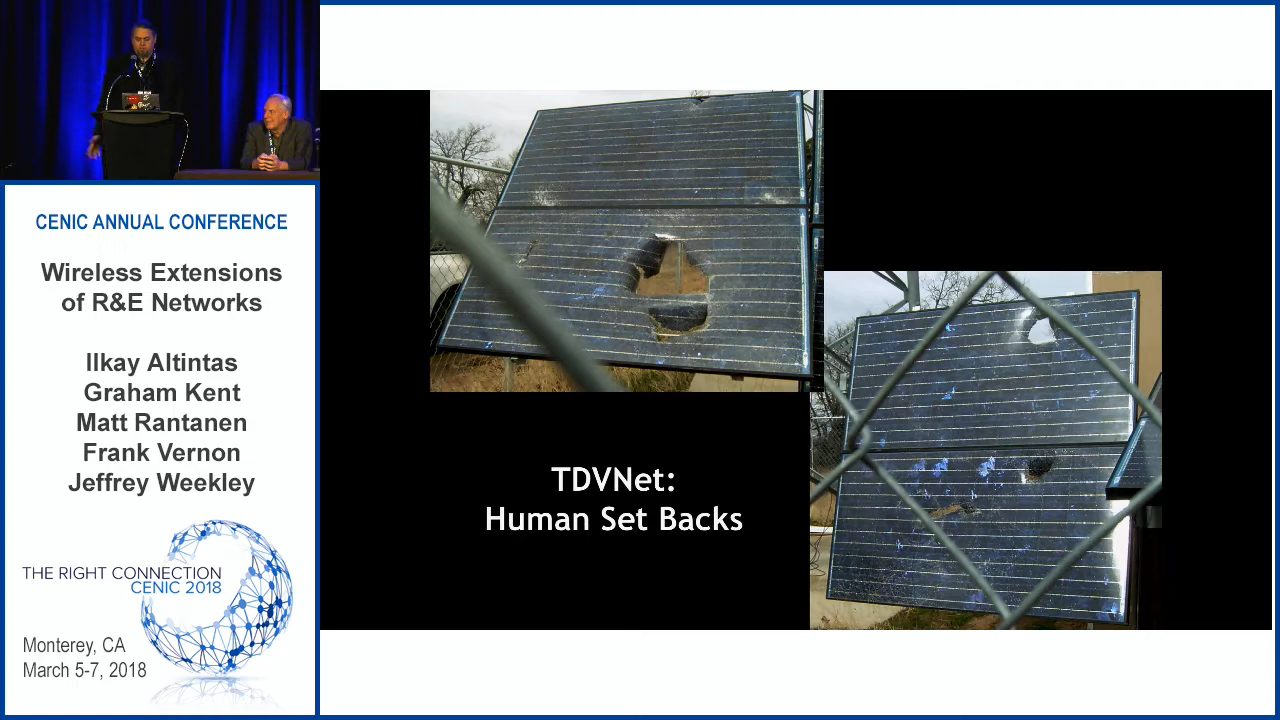 CENIC ANNUAL CONFERENCE
Wireless Extensions
of R&E Networks
Ilkay Altintas
Graham Kent
Matt Rantanen
Frank Vernon
Jeffrey Weekley
THE RIGHT CONNECTION
CENIC 2018
Monterey, CA
March 5-7, 2018
TDVNet:
Human Set Backs